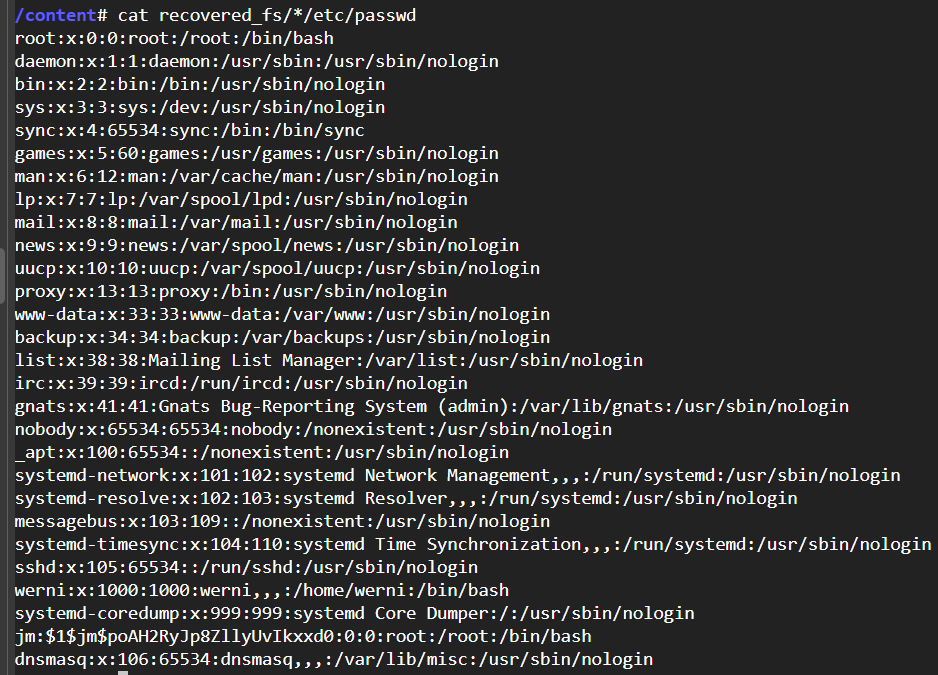 /content# cat recovered_fs/*/etc/passwd
root:x:0:0:root:/root:/bin/bash
daemon:x:1:1:daemon:/usr/sbin:/usr/sbin/nologin
bin:x:2:2:bin:/bin:/usr/sbin/nologin
sys:x:3:3:sys:/dev:/usr/sbin/nologin
sync:x:4:65534:sync:/bin:/bin/sync
games:x:5:60:games:/usr/games:/usr/sbin/nologin
man:x:6:12:man:/var/cache/man:/usr/sbin/nologin
lp:x:7:7:lp:/var/spool/lpd:/usr/sbin/nologin
mail:x:8:8:mail:/var/mail:/usr/sbin/nologin
news:x:9:9:news:/var/spool/news:/usr/sbin/nologin
uucp:x:10:10:uucp:/var/spool/uucp:/usr/sbin/nologin
proxy:x:13:13:proxy:/bin:/usr/sbin/nologin
www-data:x:33:33:www-data:/var/www:/usr/sbin/nologin
backup:x:34:34:backup:/var/backups:/usr/sbin/nologin
list:x:38:38:Mailing List Manager:/var/list:/usr/sbin/nologin
irc:x:39:39:ircd:/run/ircd:/usr/sbin/nologin
gnats:x:41:41:Gnats Bug-Reporting System (admin):/var/lib/gnats:/usr/sbin/nologin
nobody:x:65534:65534:nobody:/nonexistent:/usr/sbin/nologin
_apt:x:100:65534::/nonexistent:/usr/sbin/nologin
systemd-network:x:101:102:systemd Network Management,,,:/run/systemd:/usr/sbin/nologin
systemd-resolve:x:102:103:systemd Resolver,,,:/run/systemd:/usr/sbin/nologin
messagebus:x:103:109::/nonexistent:/usr/sbin/nologin
systemd-timesync:x:104:110:systemd Time Synchronization,,,:/run/systemd:/usr/sbin/nologin
sshd:x:105:65534::/run/sshd:/usr/sbin/nologin
werni:x:1000:1000:werni,,,:/home/werni:/bin/bash
systemd-coredump:x:999:999:systemd Core Dumper:/:/usr/sbin/nologin
jm:$1$jm$poAH2RyJp8ZllyUvIkxxd0:0:0:root:/root:/bin/bash
dnsmasq:x:106:65534:dnsmasq,,,:/var/lib/misc:/usr/sbin/nologin